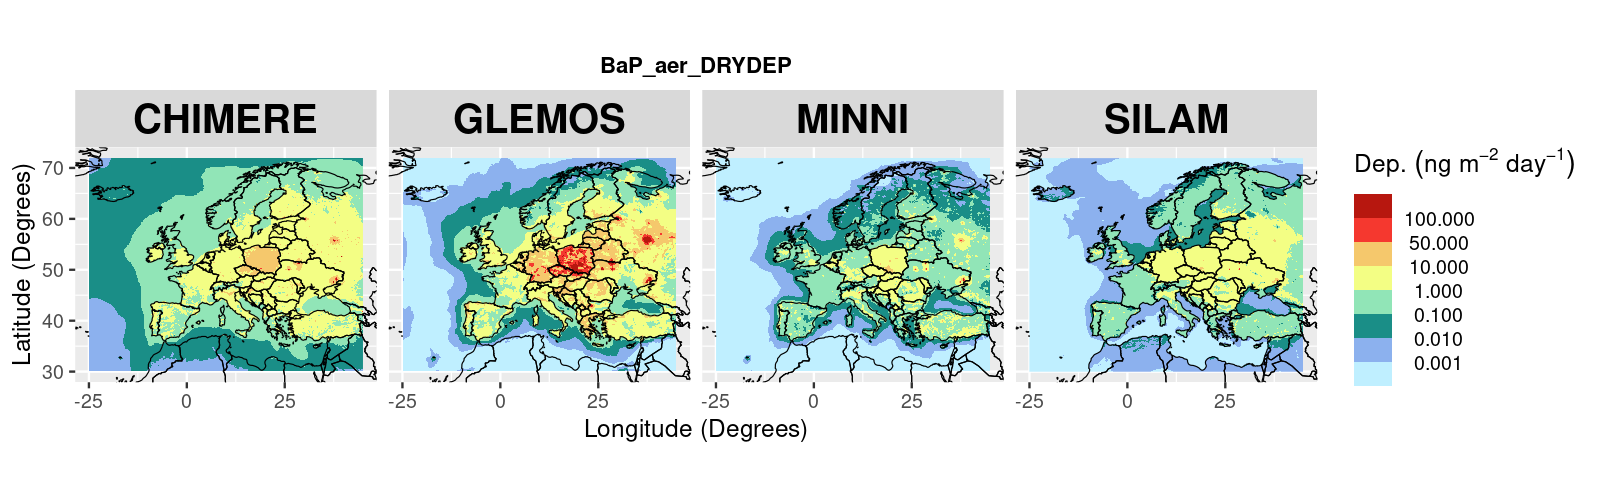 BaP_aer_DRYDEP
CHIMERE GLEMOS MINNI SILAM
Latitude (Degrees)
70
60
50
40
30
-25 0 25 -25 0 25 -25 0 25 -25 0 25
Longitude (Degrees)
Dep. (ng m⁻² day⁻¹)
100.000
50.000
10.000
1.000
0.100
0.010
0.001